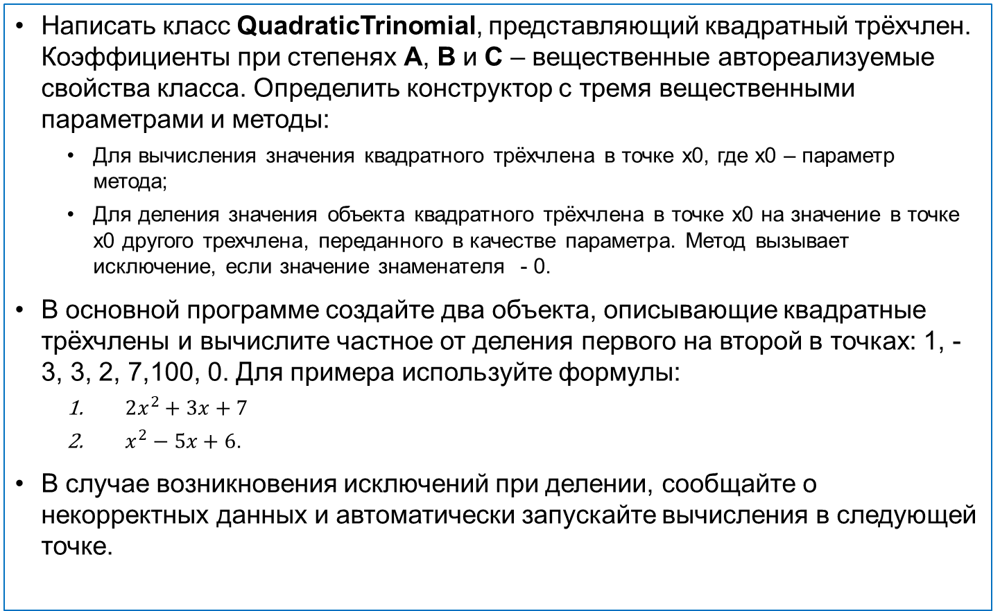 • Написать класс QuadraticTrinomial, представляющий квадратный трёхчлен.
Коэффициенты при степенях A, B и C – вещественные автореализуемые
свойства класса. Определить конструктор с тремя вещественными
параметрами и методы:
• Для вычисления значения квадратного трёхчлена в точке x0, где x0 – параметр
метода;
• Для деления значения объекта квадратного трёхчлена в точке x0 на значение в точке
x0 другого трехчлена, переданного в качестве параметра. Метод вызывает
исключение, если значение знаменателя - 0.
• В основной программе создайте два объекта, описывающие квадратные
трёхчлены и вычислите частное от деления первого на второй в точках: 1, -
3, 3, 2, 7,100, 0. Для примера используйте формулы:
1. 2x² + 3x + 7
2. x² − 5x + 6.
• В случае возникновения исключений при делении, сообщайте о
некорректных данных и автоматически запускайте вычисления в следующей
точке.